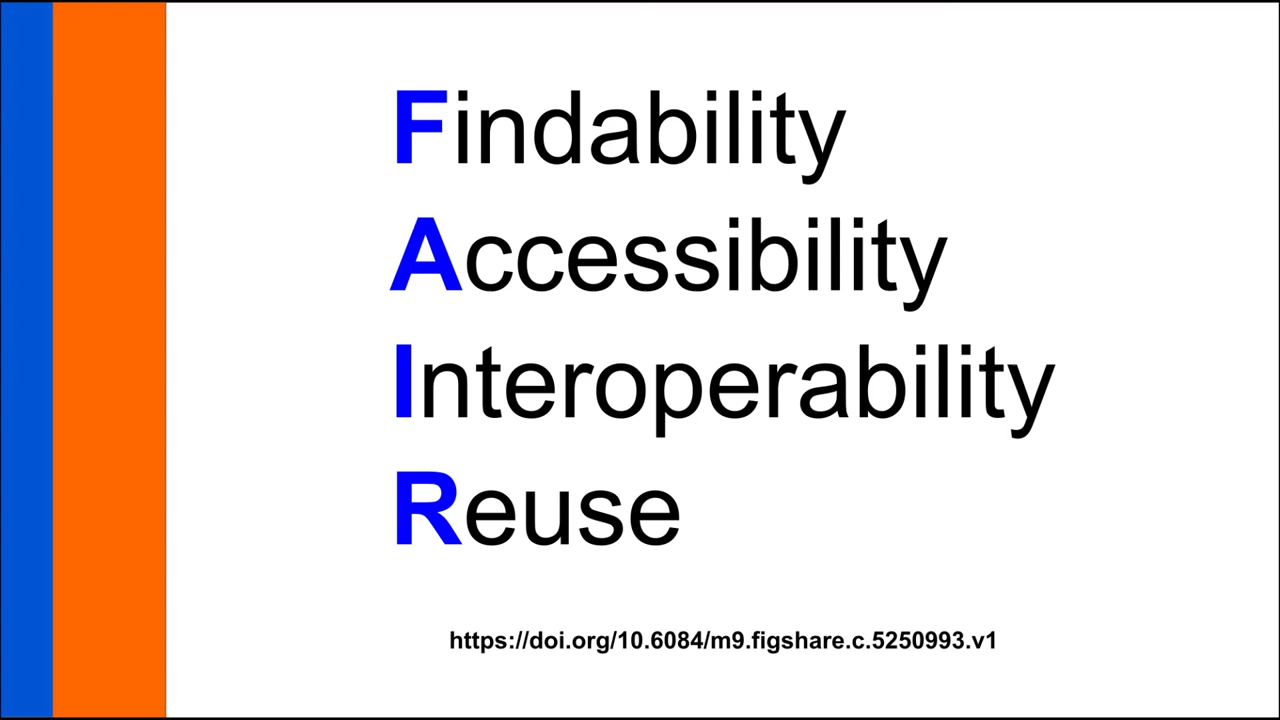 Findability
Accessibility
Interoperability
Reuse
https://doi.org/10.6084/m9.figshare.c.5250993.v1